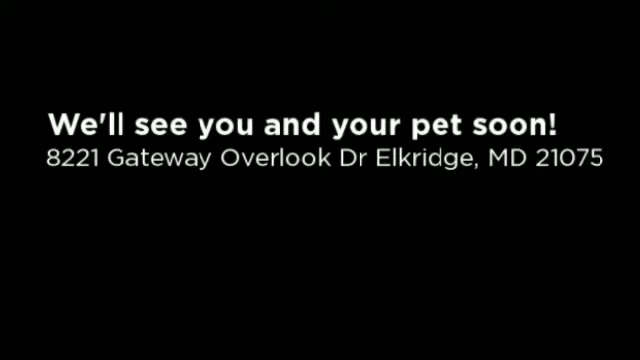 We'll see you and your pet soon!
8221 Gateway Overlook Dr Elkridge, MD 21075